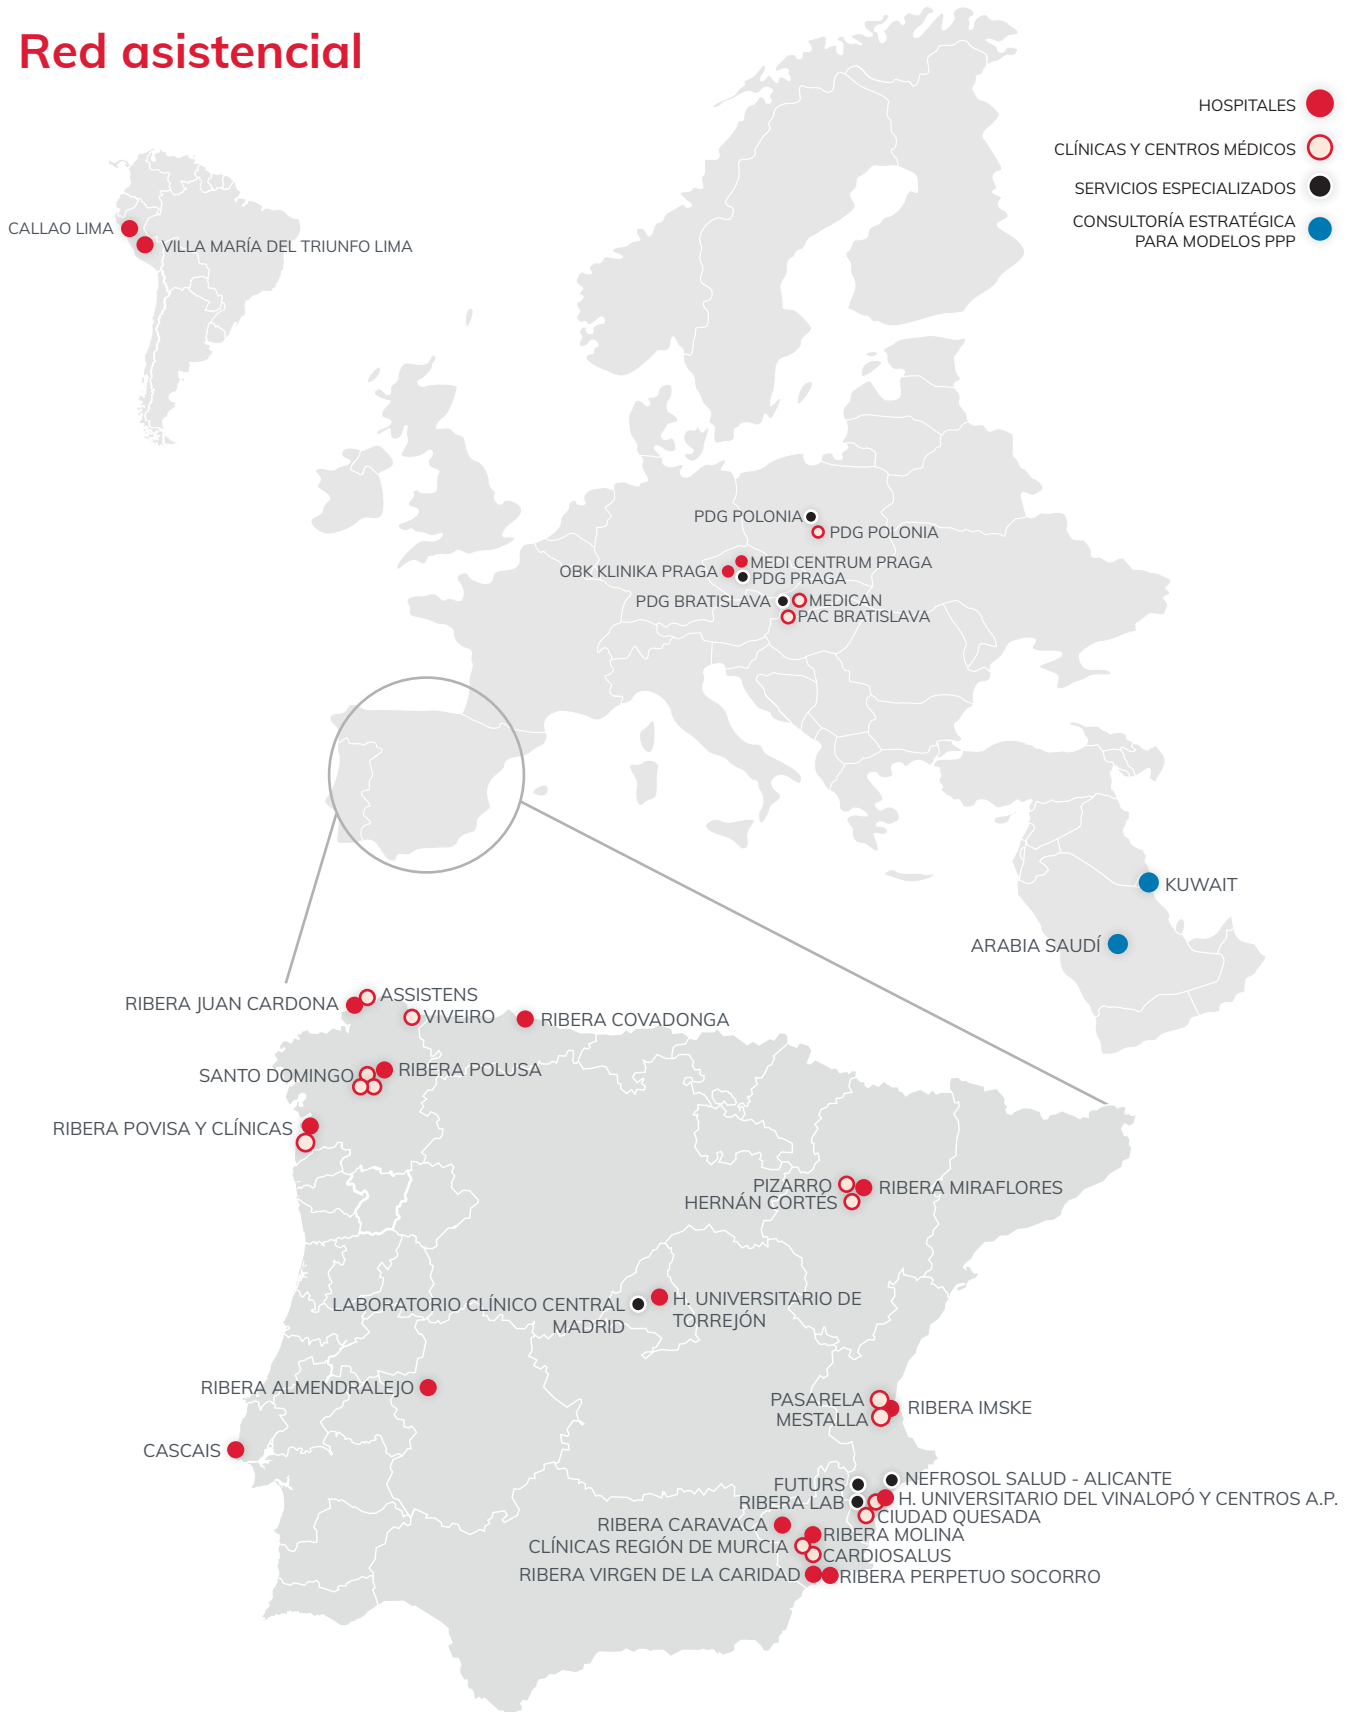 Red asistencial
HOSPITALES
CLÍNICAS Y CENTROS MÉDICOS
SERVICIOS ESPECIALIZADOS
CONSULTORÍA ESTRATÉGICA
PARA MODELOS PPP
CALLAO LIMA
VILLA MARÍA DEL TRIUNFO LIMA
PDG POLONIA
PDG POLONIA
MEDI CENTRUM PRAGA
OBK KLINIKA PRAGA
PDG PRAGA
PDG BRATISLAVA
MEDICAN
PAC BRATISLAVA
KUWAIT
ARABIA SAUDÍ
RIBERA JUAN CARDONA
ASSISTENS
VIVEIRO
RIBERA COVADONGA
SANTO DOMINGO
RIBERA POLUSA
RIBERA POVISA Y CLÍNICAS
PIZARRO
HERNÁN CORTÉS
RIBERA MIRAFLORES
LABORATORIO CLÍNICO CENTRAL
MADRID
H. UNIVERSITARIO DE
TORREJÓN
RIBERA ALMENDRALEJO
PASARELA
MESTALLA
RIBERA IMSKE
CASCAIS
FUTURS
NEFROSOL SALUD - ALICANTE
RIBERA LAB
H. UNIVERSITARIO DEL VINALOPÓ Y CENTROS A.P.
CIUDAD QUESADA
RIBERA CARAVACA
RIBERA MOLINA
CLÍNICAS REGIÓN DE MURCIA
CARDIOSALUS
RIBERA VIRGEN DE LA CARIDAD
RIBERA PERPETUO SOCORRO